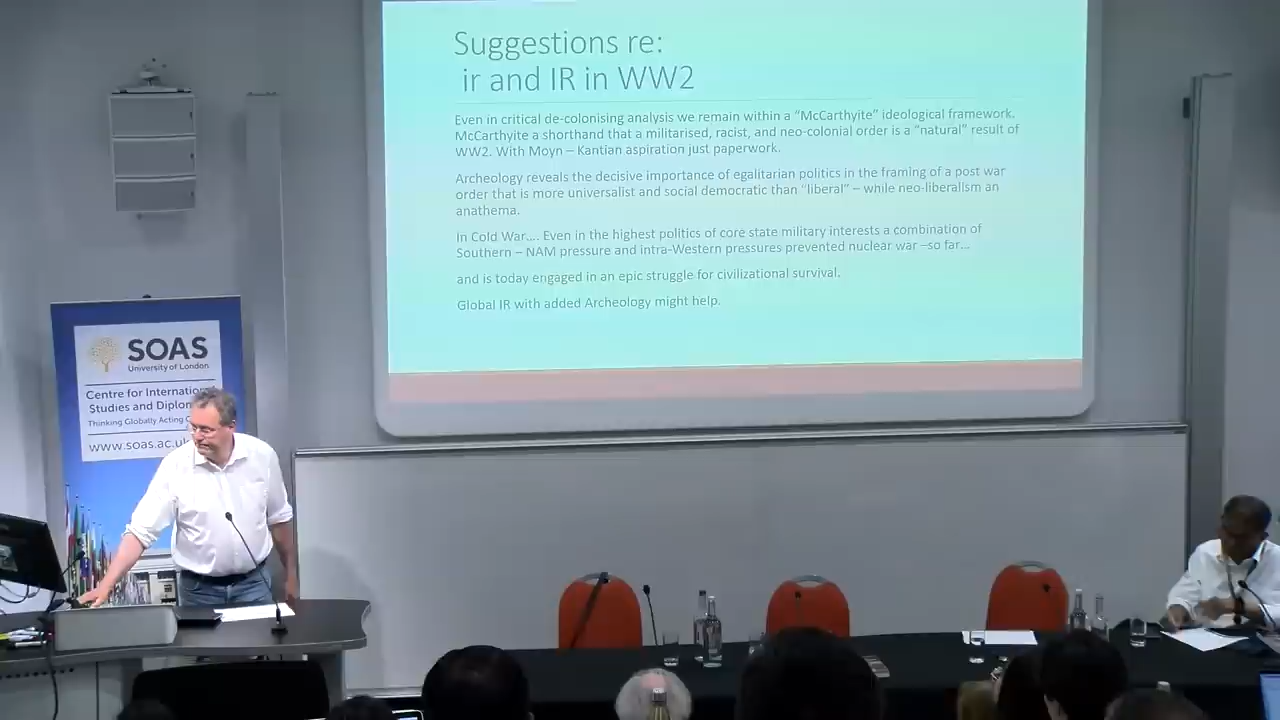 Suggestions re:
ir and IR in WW2
Even in critical de-colonising analysis we remain within a “McCarthyite” ideological framework.
McCarthyite a shorthand that a militarised, racist, and neo-colonial order is a “natural” result of
WW2. With Moyn – Kantian aspiration just paperwork.
Archeology reveals the decisive importance of egalitarian politics in the framing of a post war
order that is more universalist and social democratic than “liberal” – while neo-liberalism an
anathema.
In Cold War…. Even in the highest politics of core state military interests a combination of
Southern – NAM pressure and intra-Western pressures prevented nuclear war –so far…
and is today engaged in an epic struggle for civilizational survival.
Global IR with added Archeology might help.
SOAS
University of London
Centre for International
Studies and Diplom
Thinking Globally Acting
www.soas.ac.uk